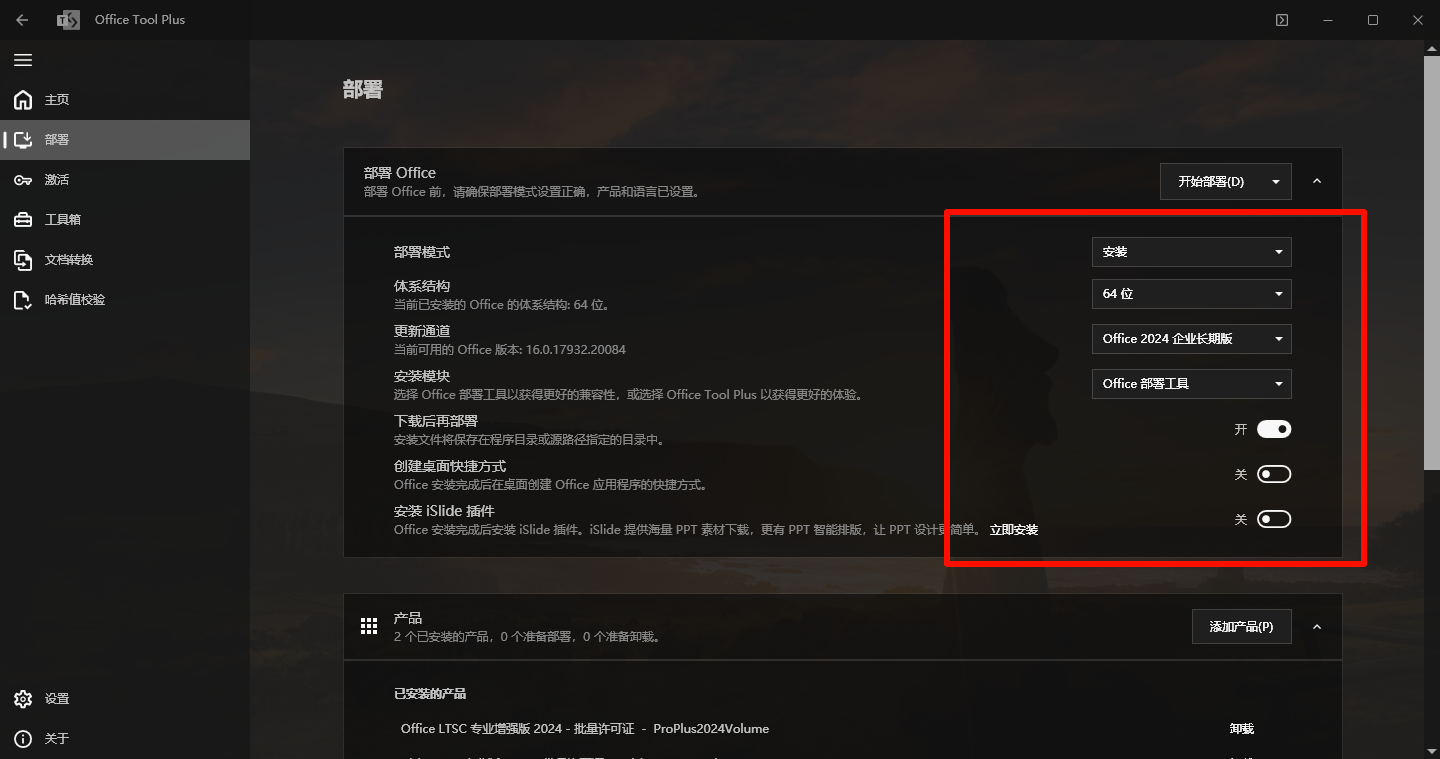 Office Tool Plus
主页
部署
激活
工具箱
文档转换
哈希值校验
设置
关于
部署
部署 Office
部署 Office 前，请确保部署模式设置正确，产品和语言已设置。
开始部署(D)
部署模式
安装
体系结构
当前已安装的 Office 的体系结构: 64 位。
64 位
更新通道
当前可用的 Office 版本: 16.0.17932.20084
Office 2024 企业长期版
安装模块
选择 Office 部署工具以获得更好的兼容性，或选择 Office Tool Plus 以获得更好的体验。
Office 部署工具
下载后再部署
安装文件将保存在程序目录或源路径指定的目录中。
开
创建桌面快捷方式
Office 安装完成后在桌面创建 Office 应用程序的快捷方式。
关
安装 iSlide 插件
Office 安装完成后安装 iSlide 插件。iSlide 提供海量 PPT 素材下载，更有 PPT 智能排版，让 PPT 设计更简单。 立即安装
关
产品
2 个已安装的产品，0 个准备部署，0 个准备卸载。
添加产品(P)
已安装的产品
Office LTSC 专业增强版 2024 - 批量许可证 - ProPlus2024Volume
卸载